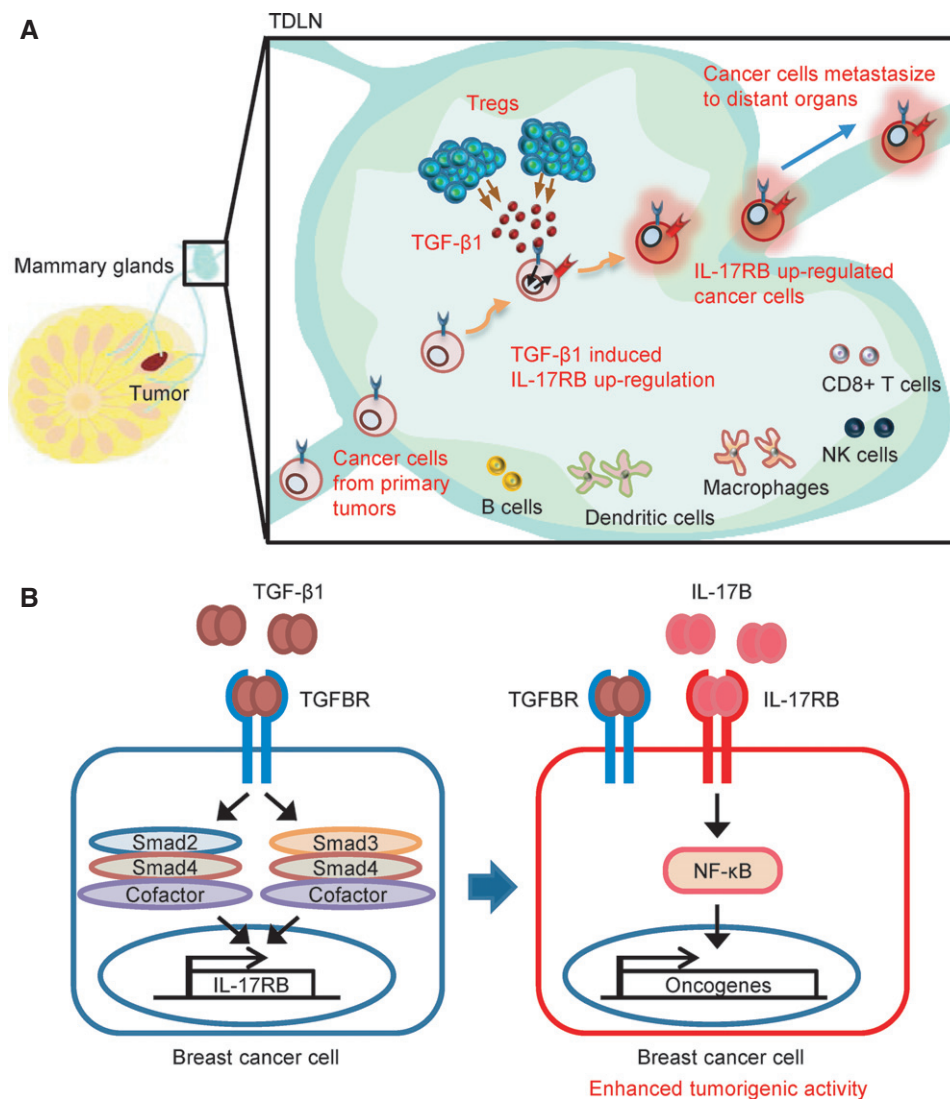 A
TDLN
Cancer cells metastasize
to distant organs
Tregs
TGF-β1
Mammary glands
IL-17RB up-regulated
cancer cells
TGF-β1 induced
IL-17RB up-regulation
Tumor
CD8+ T cells
Cancer cells
from primary
tumors
NK cells
Macrophages
B cells
Dendritic cells
B
TGF-β1
TGFBR
Smad2
Smad4
Cofactor
Smad3
Smad4
Cofactor
IL-17RB
Breast cancer cell
IL-17B
TGFBR
IL-17RB
NF-κB
Oncogenes
Breast cancer cell
Enhanced tumorigenic activity